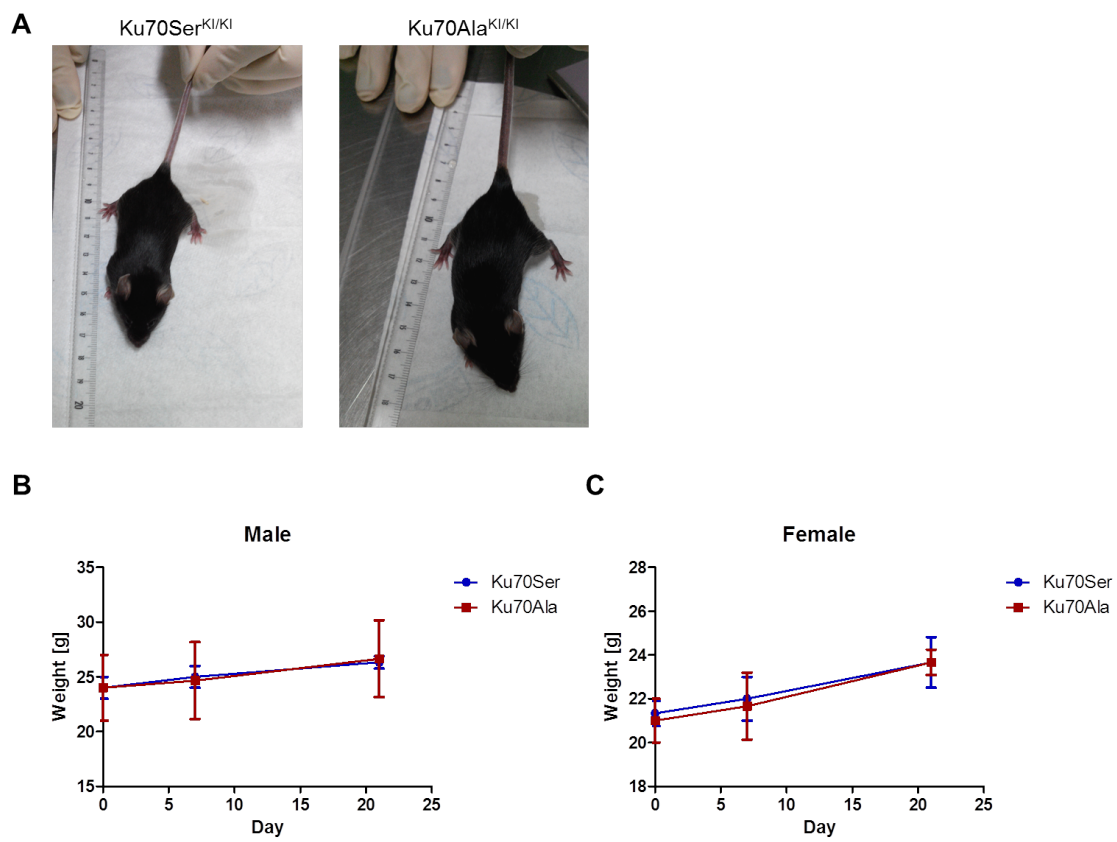 A
Ku70Ser^KI/KI
Ku70Ala^KI/KI
20
B
Male
Weight [g]
35
30
25
20
15
0 5 10 15 20 25
Day
Ku70Ser
Ku70Ala
C
Female
Weight [g]
28
26
24
22
20
18
0 5 10 15 20 25
Day
Ku70Ser
Ku70Ala